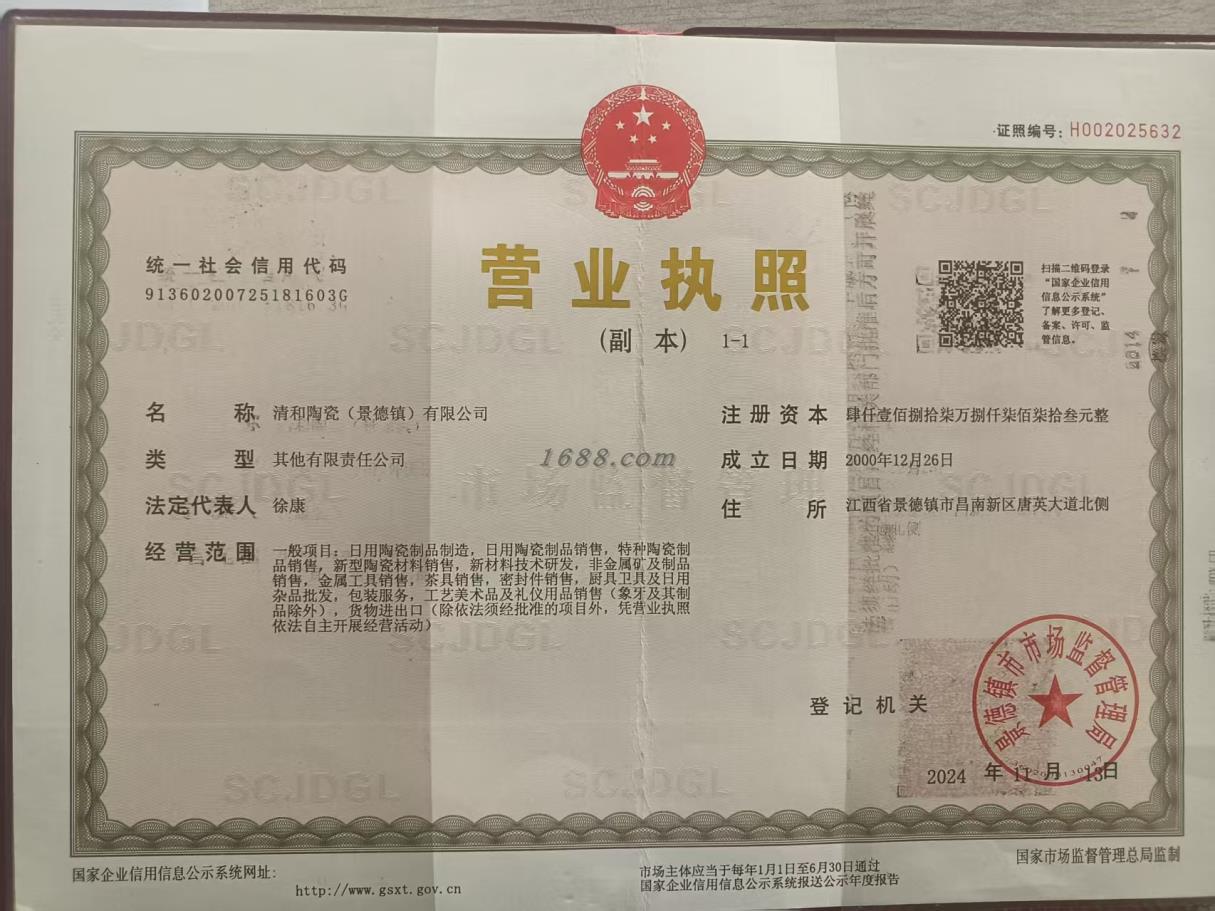 证照编号：H002025632
统一社会信用代码
91360200725181603G
营业执照
（副 本） 1-1
扫描二维码登录
“国家企业信用
信息公示系统”
了解更多登记、
备案、许可、监
管信息。
名 称 清和陶瓷（景德镇）有限公司
注册资本 肆仟壹佰捌拾柒万捌仟柒佰柒拾叁元整
类 型 其他有限责任公司
1688.com
成立日期 2000年12月26日
法定代表人 徐康
住 所 江西省景德镇市昌南新区唐英大道北侧
经营范围 一般项目：日用陶瓷制品制造，日用陶瓷制品销售，特种陶瓷制
品销售，新型陶瓷材料销售，新材料技术研发，非金属矿及制品
销售，金属工具销售，茶具销售，密封件销售，厨具卫具及日用
杂品批发，包装服务，工艺美术品及礼仪用品销售（象牙及其制
品除外），货物进出口（除依法须经批准的项目外，凭营业执照
依法自主开展经营活动）
登记机关
景德镇市市场监督管理局
2024 年 11 月 13日
国家企业信用信息公示系统网址：
http://www.gsxt.gov.cn
市场主体应当于每年1月1日至6月30日通过
国家企业信用信息公示系统报送公示年度报告
国家市场监督管理总局监制